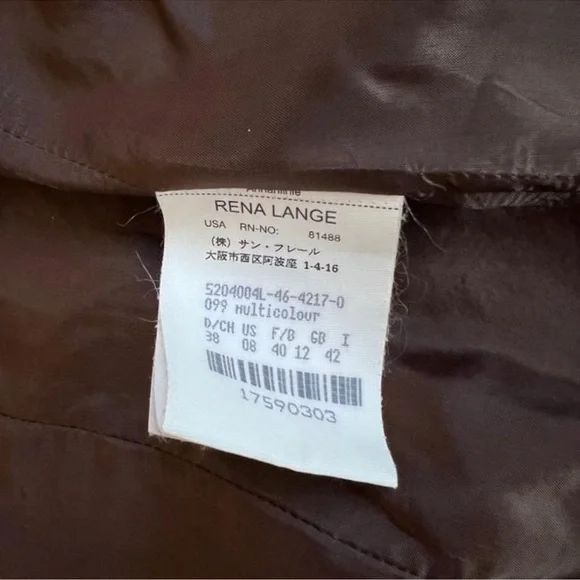 RENA LANGE
USA RN-NO: 81488
(株) サン・フレール
大阪市西区阿波座 1-4-16
5204004L-46-4217-0
099 Multicolour
D/CH US F/B GB I
38 08 40 12 42
17590303